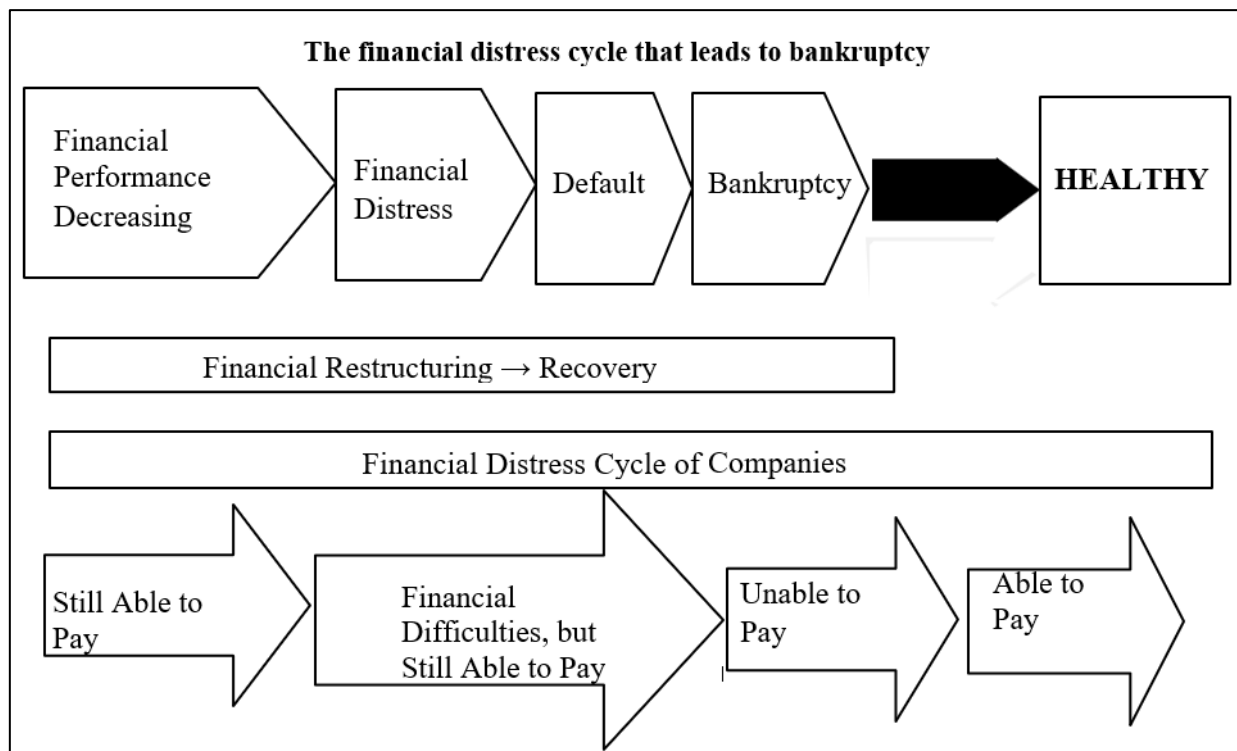 The financial distress cycle that leads to bankruptcy
Financial
Performance
Decreasing
Financial
Distress
Default
Bankruptcy
HEALTHY
Financial Restructuring → Recovery
Financial Distress Cycle of Companies
Still Able to
Pay
Financial
Difficulties, but
Still Able to Pay
Unable to
Pay
Able to
Pay